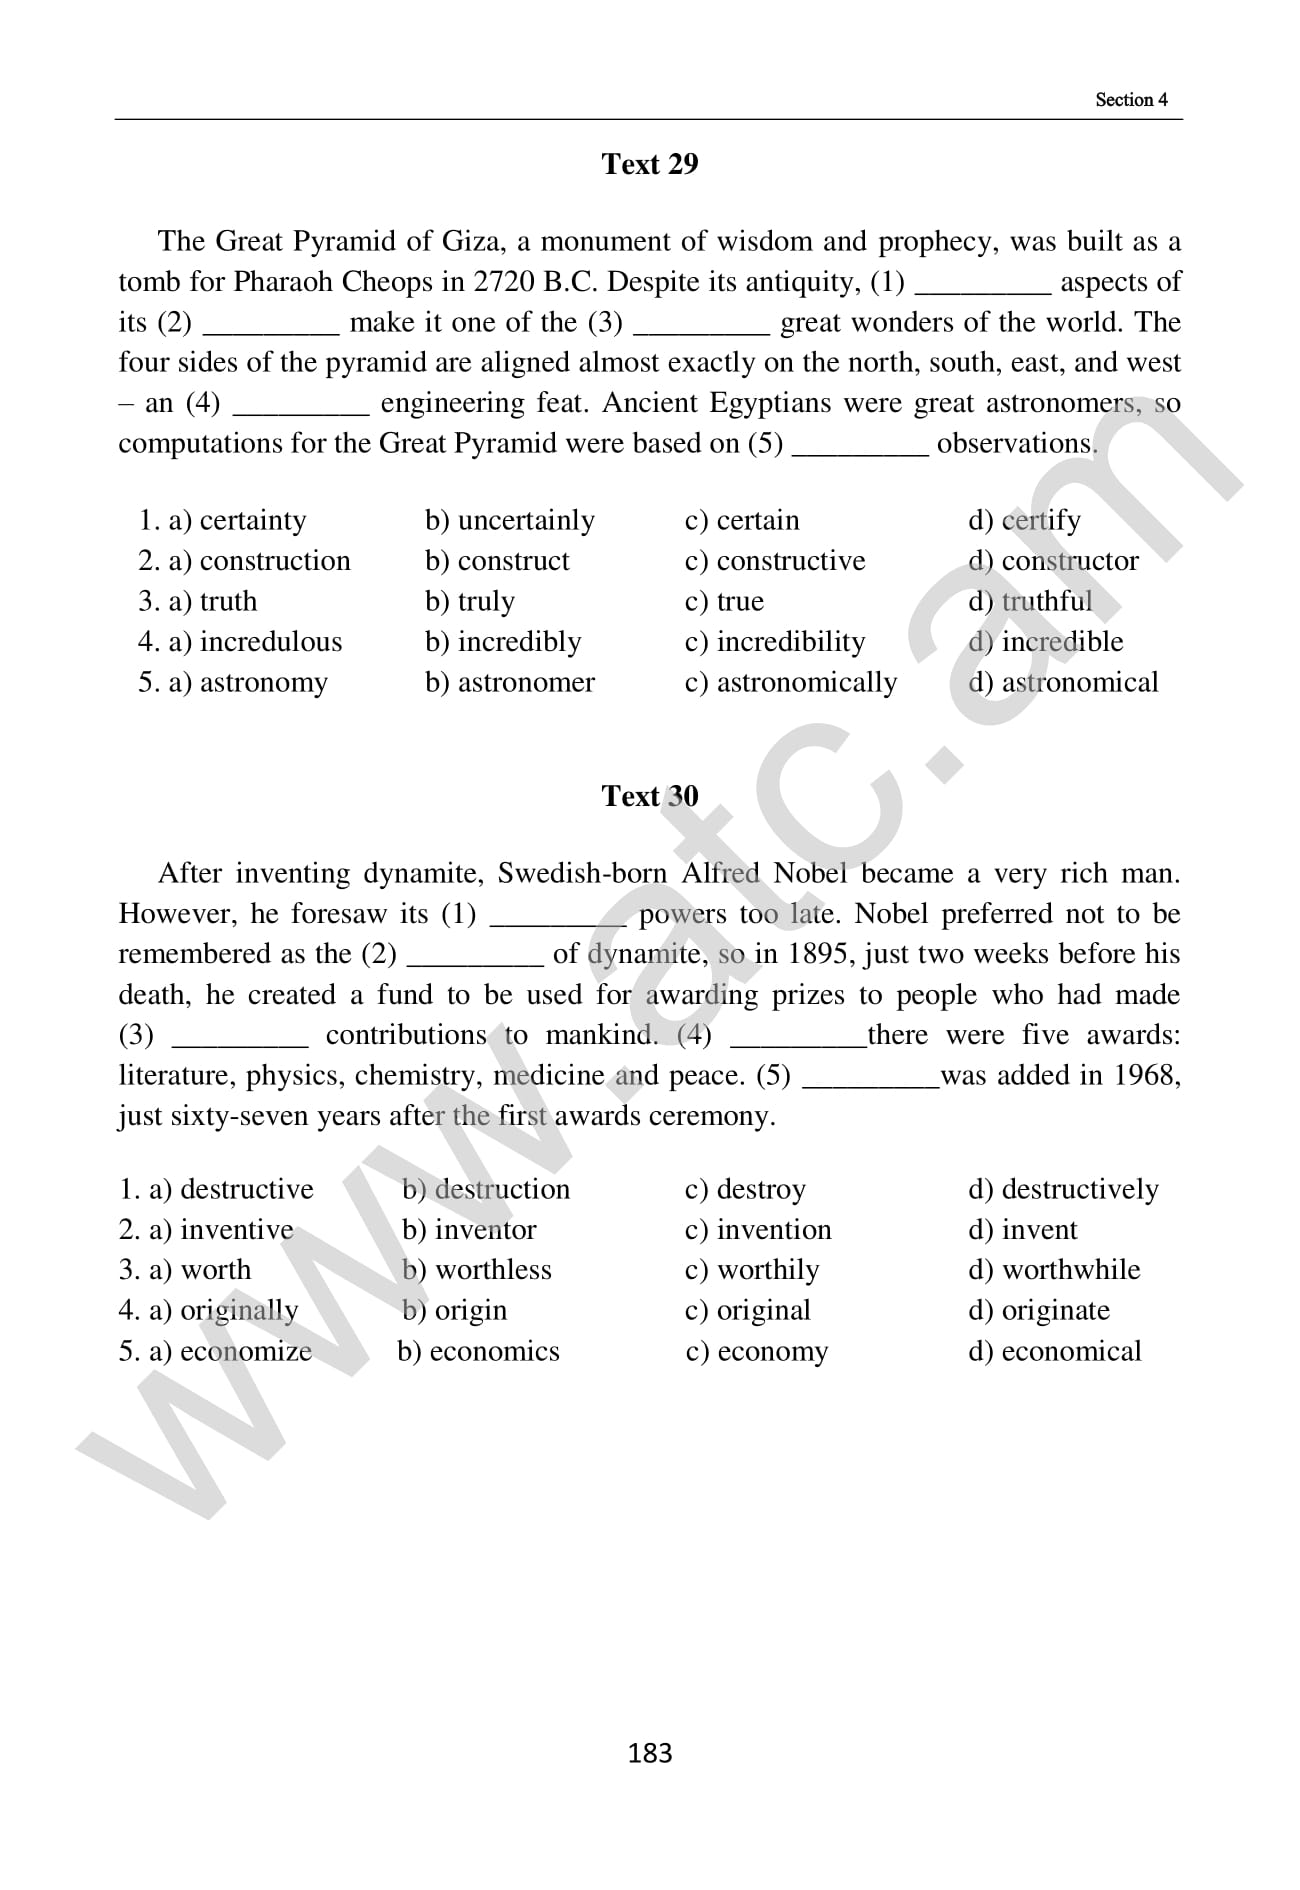 Section 4
Text 29
The Great Pyramid of Giza, a monument of wisdom and prophecy, was built as a
tomb for Pharaoh Cheops in 2720 B.C. Despite its antiquity, (1) _________ aspects of
its (2) _________ make it one of the (3) _________ great wonders of the world. The
four sides of the pyramid are aligned almost exactly on the north, south, east, and west
– an (4) _________ engineering feat. Ancient Egyptians were great astronomers, so
computations for the Great Pyramid were based on (5) _________ observations.
1. a) certainty b) uncertainly c) certain d) certify
2. a) construction b) construct c) constructive d) constructor
3. a) truth b) truly c) true d) truthful
4. a) incredulous b) incredibly c) incredibility d) incredible
5. a) astronomy b) astronomer c) astronomically d) astronomical
Text 30
After inventing dynamite, Swedish-born Alfred Nobel became a very rich man.
However, he foresaw its (1) _________ powers too late. Nobel preferred not to be
remembered as the (2) _________ of dynamite, so in 1895, just two weeks before his
death, he created a fund to be used for awarding prizes to people who had made
(3) _________ contributions to mankind. (4) _________there were five awards:
literature, physics, chemistry, medicine and peace. (5) _________was added in 1968,
just sixty-seven years after the first awards ceremony.
1. a) destructive b) destruction c) destroy d) destructively
2. a) inventive b) inventor c) invention d) invent
3. a) worth b) worthless c) worthily d) worthwhile
4. a) originally b) origin c) original d) originate
5. a) economize b) economics c) economy d) economical
183
www.atc.am